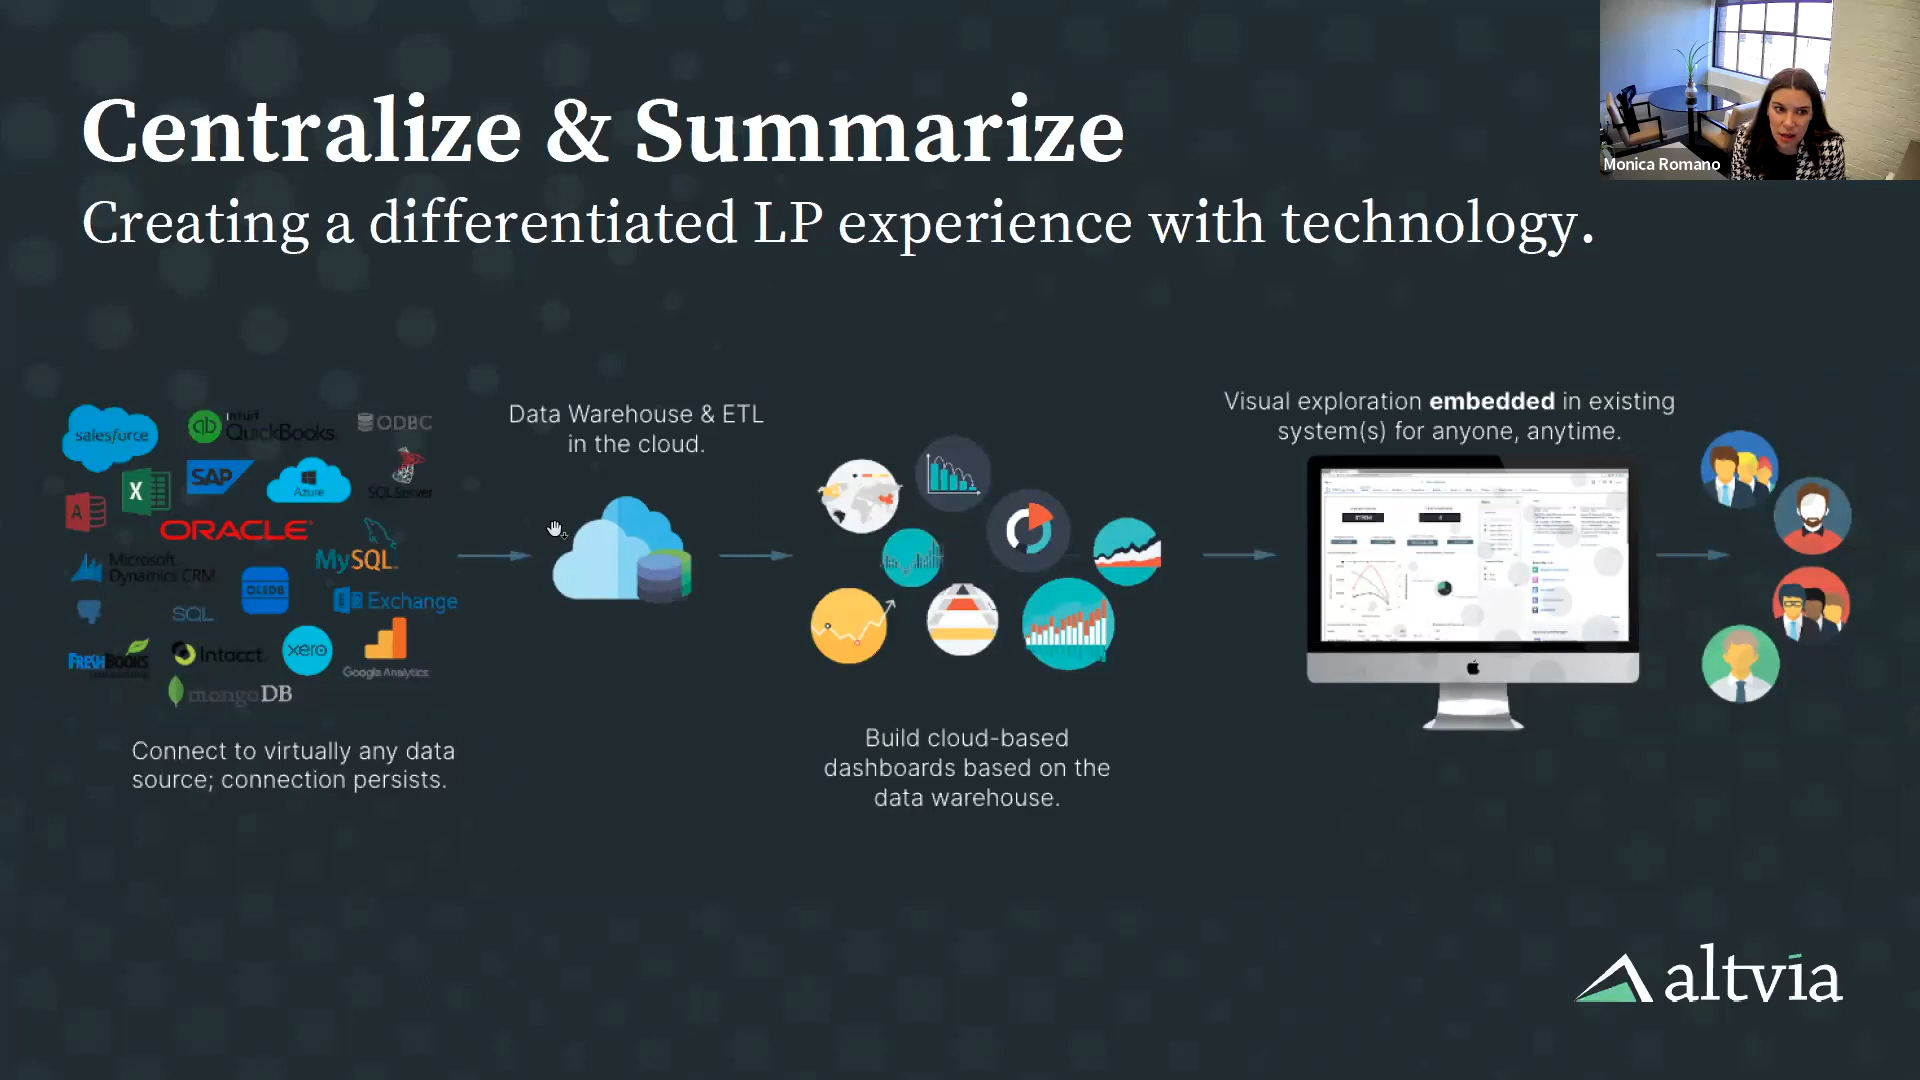 Centralize & Summarize
Creating a differentiated LP experience with technology.
Monica Romano
salesforce
intuit
qb
QuickBooks
ODBC
X
SAP
Azure
SQL Server
A
ORACLE
MySQL
Microsoft
Dynamics CRM
OLEDB
E
Exchange
SQL
FRESHBOOKS
Intacct
xero
Google Analytics
mongoDB
Connect to virtually any data
source; connection persists.
Data Warehouse & ETL
in the cloud.
Build cloud-based
dashboards based on the
data warehouse.
Visual exploration embedded in existing
system(s) for anyone, anytime.
altvia